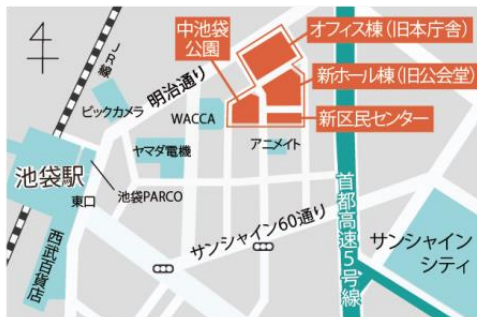 中池袋
公園
オフィス棟(旧本庁舎)
新ホール棟(旧公会堂)
新区民センター
JR線
明治通り
ビックカメラ
WACCA
ヤマダ電機
アニメイト
池袋駅
東口
池袋PARCO
西武百貨店
サンシャイン60通り
首都高速5号線
サンシャイン
シティ